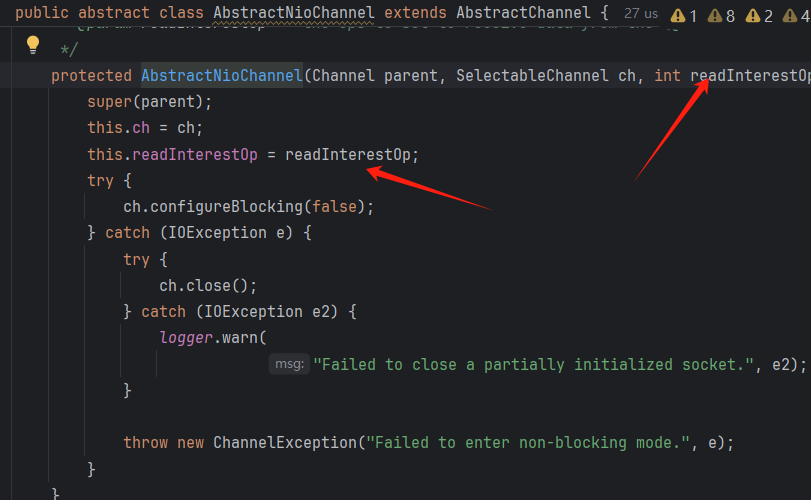 public abstract class AbstractNioChannel extends AbstractChannel {  27 us  1  8  2  4
*/
protected AbstractNioChannel(Channel parent, SelectableChannel ch, int readInterestOp
super(parent);
this.ch = ch;
this.readInterestOp = readInterestOp;
try {
ch.configureBlocking(false);
} catch (IOException e) {
try {
ch.close();
} catch (IOException e2) {
logger.warn(
msg: "Failed to close a partially initialized socket.", e2);
}
throw new ChannelException("Failed to enter non-blocking mode.", e);
}
}